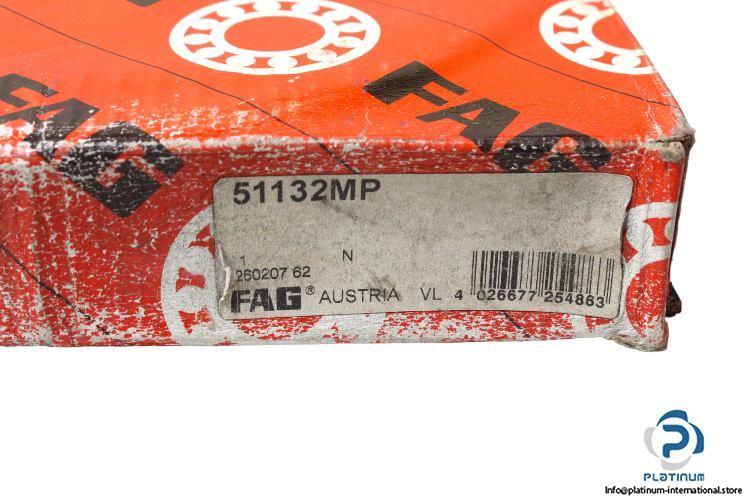 FAG
FAG
51132MP
1 N
260207 62
FAG® AUSTRIA VL 4 026677 254863
PLATINUM
Info@platinum-international.store